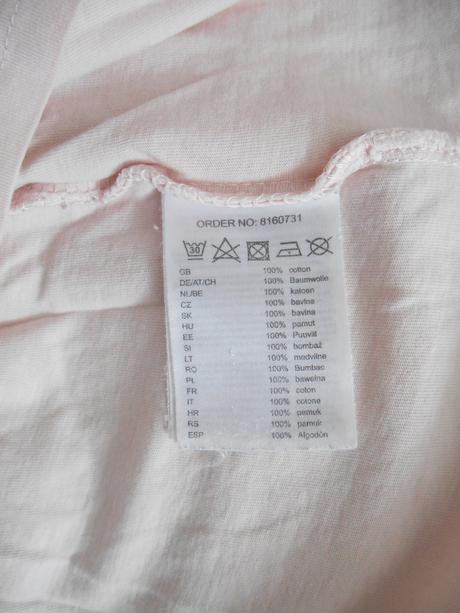 ORDER NO: 8160731
30
GB 100% cotton
DE/AT/CH 100% Baumwolle
NL/BE 100% katoen
CZ 100% bavlna
SK 100% bavlna
HU 100% pamut
EE 100% Puuvill
SI 100% bombaž
LT 100% medvilne
RO 100% Bumbac
PL 100% bawełna
FR 100% coton
IT 100% cotone
HR 100% pamuk
RS 100% pamuk
ESP 100% Algodón